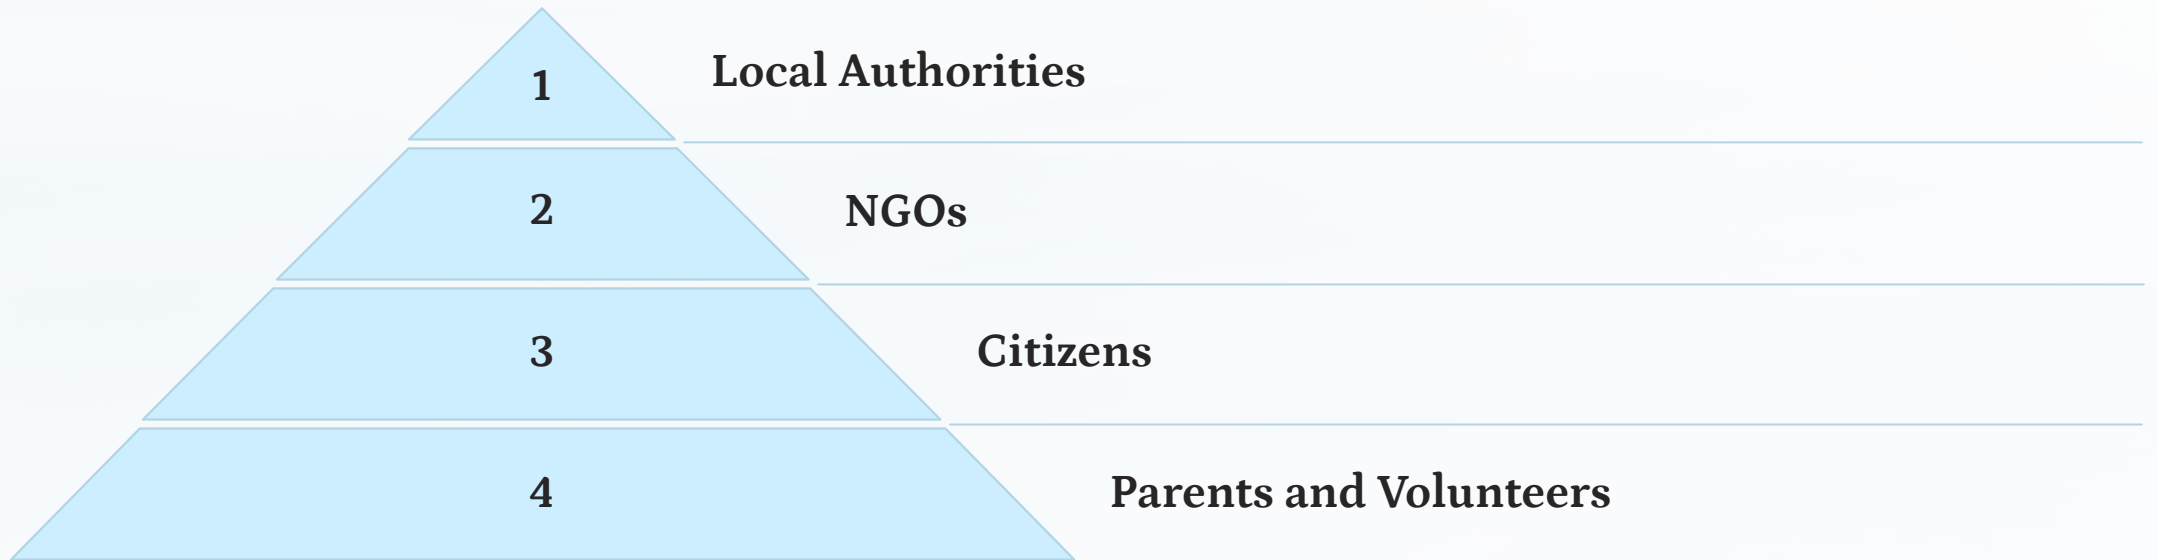 1
Local Authorities
2
NGOs
3
Citizens
4
Parents and Volunteers